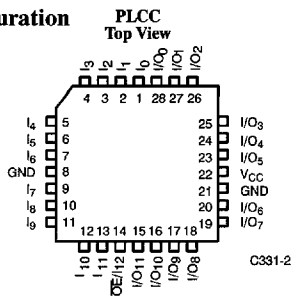 uration
PLCC
Top View
I3 I2 I1 I0 I/O0 I/O1 I/O2
4 3 2 1 28 27 26
I4 5 25 I/O3
I5 6 24 I/O4
I6 7 23 I/O5
GND 8 22 VCC
I7 9 21 GND
I8 10 20 I/O6
I9 11 19 I/O7
12 13 14 15 16 17 18
I10 I11 OE/I12 I/O11 I/O10 I/O9 I/O8
C331-2